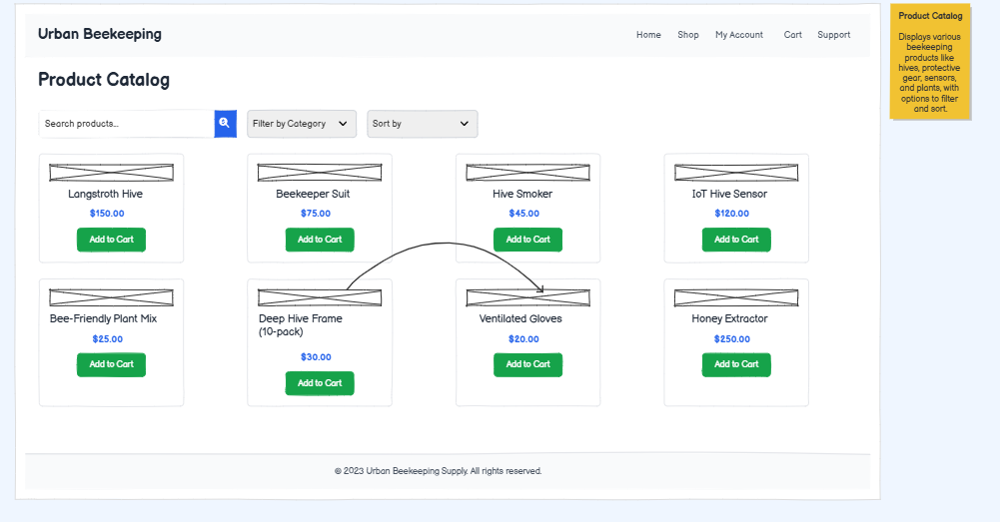 Urban Beekeeping
Home Shop My Account Cart Support
Product Catalog
Search products...
Filter by Category
Sort by
Langstroth Hive
$150.00
Add to Cart
Beekeeper Suit
$75.00
Add to Cart
Hive Smoker
$45.00
Add to Cart
IoT Hive Sensor
$120.00
Add to Cart
Bee-Friendly Plant Mix
$25.00
Add to Cart
Deep Hive Frame
(10-pack)
$30.00
Add to Cart
Ventilated Gloves
$20.00
Add to Cart
Honey Extractor
$250.00
Add to Cart
© 2023 Urban Beekeeping Supply. All rights reserved.
Product Catalog
Displays various
beekeeping
products like
hives, protective
gear, sensors,
and plants, with
options to filter
and sort.